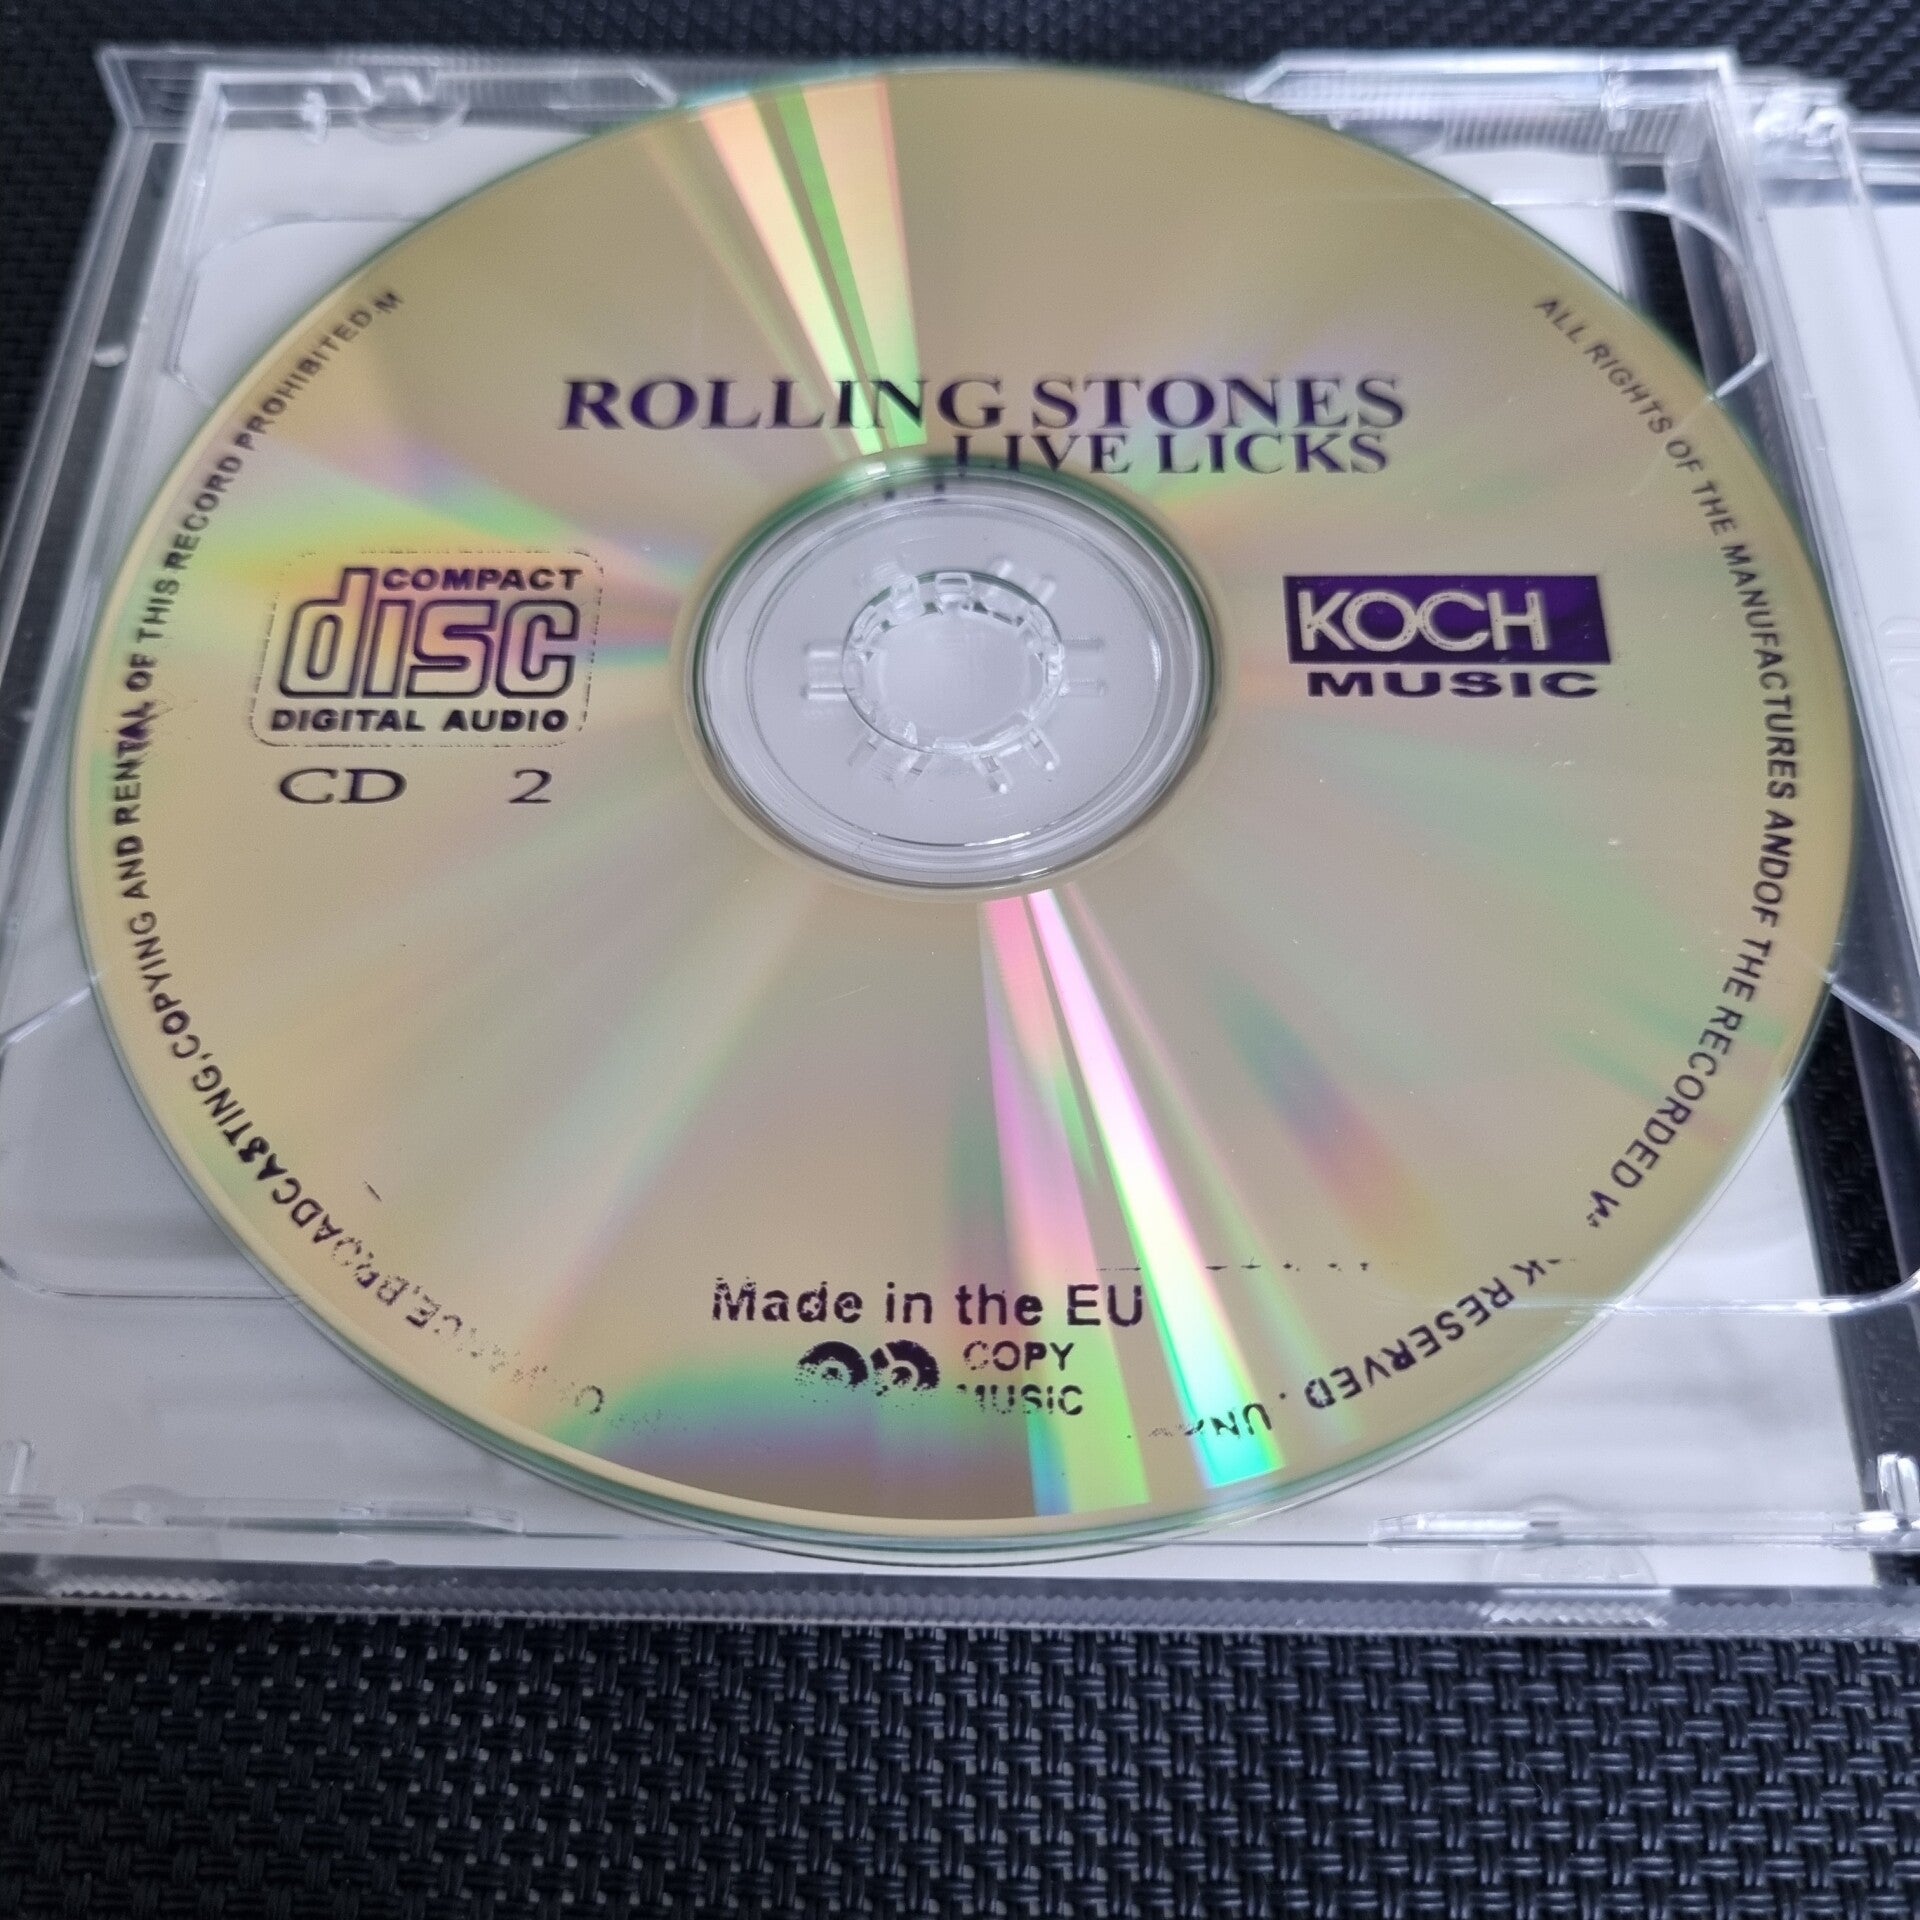 ROLLING STONES
LIVE LICKS
COMPACT
disc
DIGITAL AUDIO
CD 2
KOCH
MUSIC
ALL RIGHTS OF THE MANUFACTURES ANDOF THE RECORDED
RESERVED .
BROADCASTING,COPYING AND RENTAL OF THIS RECORD PROHIBITED.M
Made in the EU
COPY
MUSIC